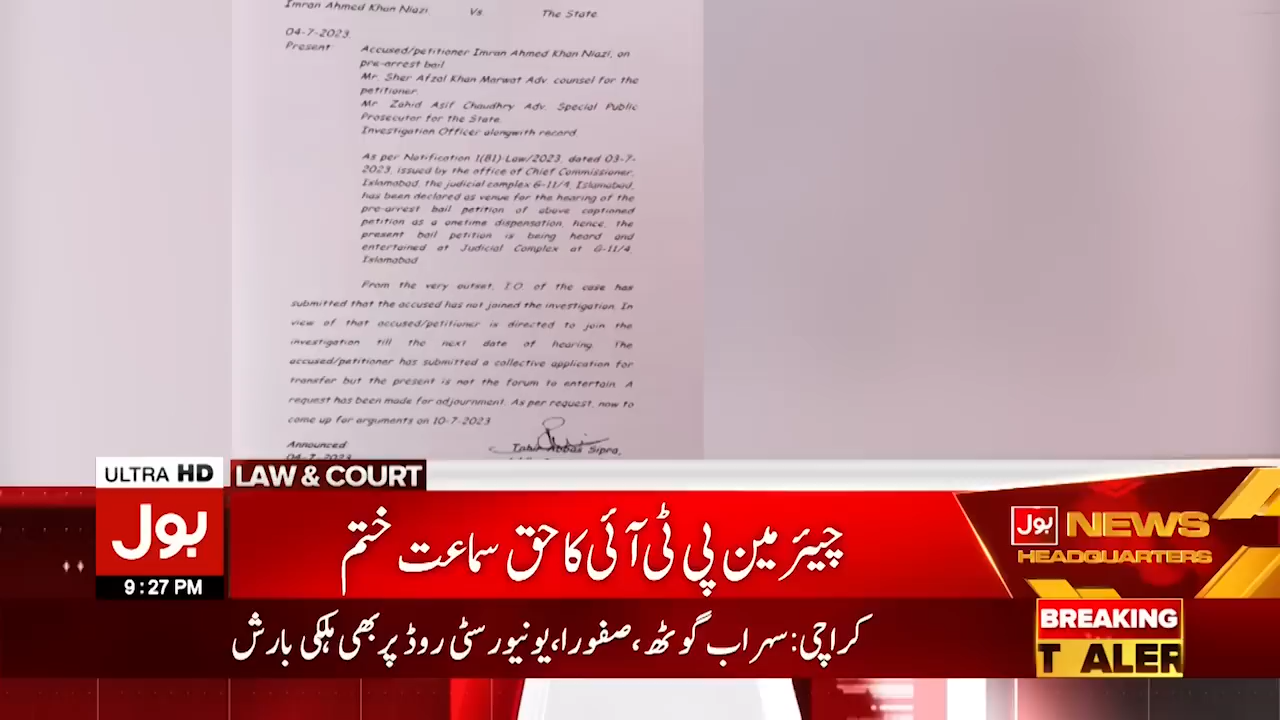 Imran Ahmed Khan Niazi. Vs. The State
04-7-2023.
Present: Accused/petitioner Imran Ahmed Khan Niazi, on
pre-arrest bail
Mr. Sher Afzal Khan Marwat Adv. counsel for the
petitioner.
Mr. Zahid Asif Chaudhry Adv. Special Public
Prosecutor for the State.
Investigation Officer alongwith record.
As per Notification 1(81)-Law/2023, dated 03-7-
2023, issued by the office of Chief Commissioner,
Islamabad, the judicial complex G-11/4, Islamabad,
has been declared as venue for the hearing of the
pre-arrest bail petition of above captioned
petition as a onetime dispensation, hence, the
present bail petition is being heard and
entertained at Judicial Complex at G-11/4,
Islamabad.
From the very outset, I.O of the case has
submitted that the accused has not joined the investigation. In
view of that accused/petitioner is directed to join the
investigation till the next date of hearing. The
accused/petitioner has submitted a collective application for
transfer but the present is not the forum to entertain. A
request has been made for adjournment. As per request, now to
come up for arguments on 10-7-2023
Announced
04-7-2023
Tahir Abbas Sipra,
ULTRA HD
LAW & COURT
بول
9:27 PM
چیئرمین پی ٹی آئی کا حق سماعت ختم
بول NEWS
HEADQUARTERS
کراچی: سہراب گوٹھ، صفورا، یونیورسٹی روڈ پر بھی ہلکی بارش
BREAKING
T ALER